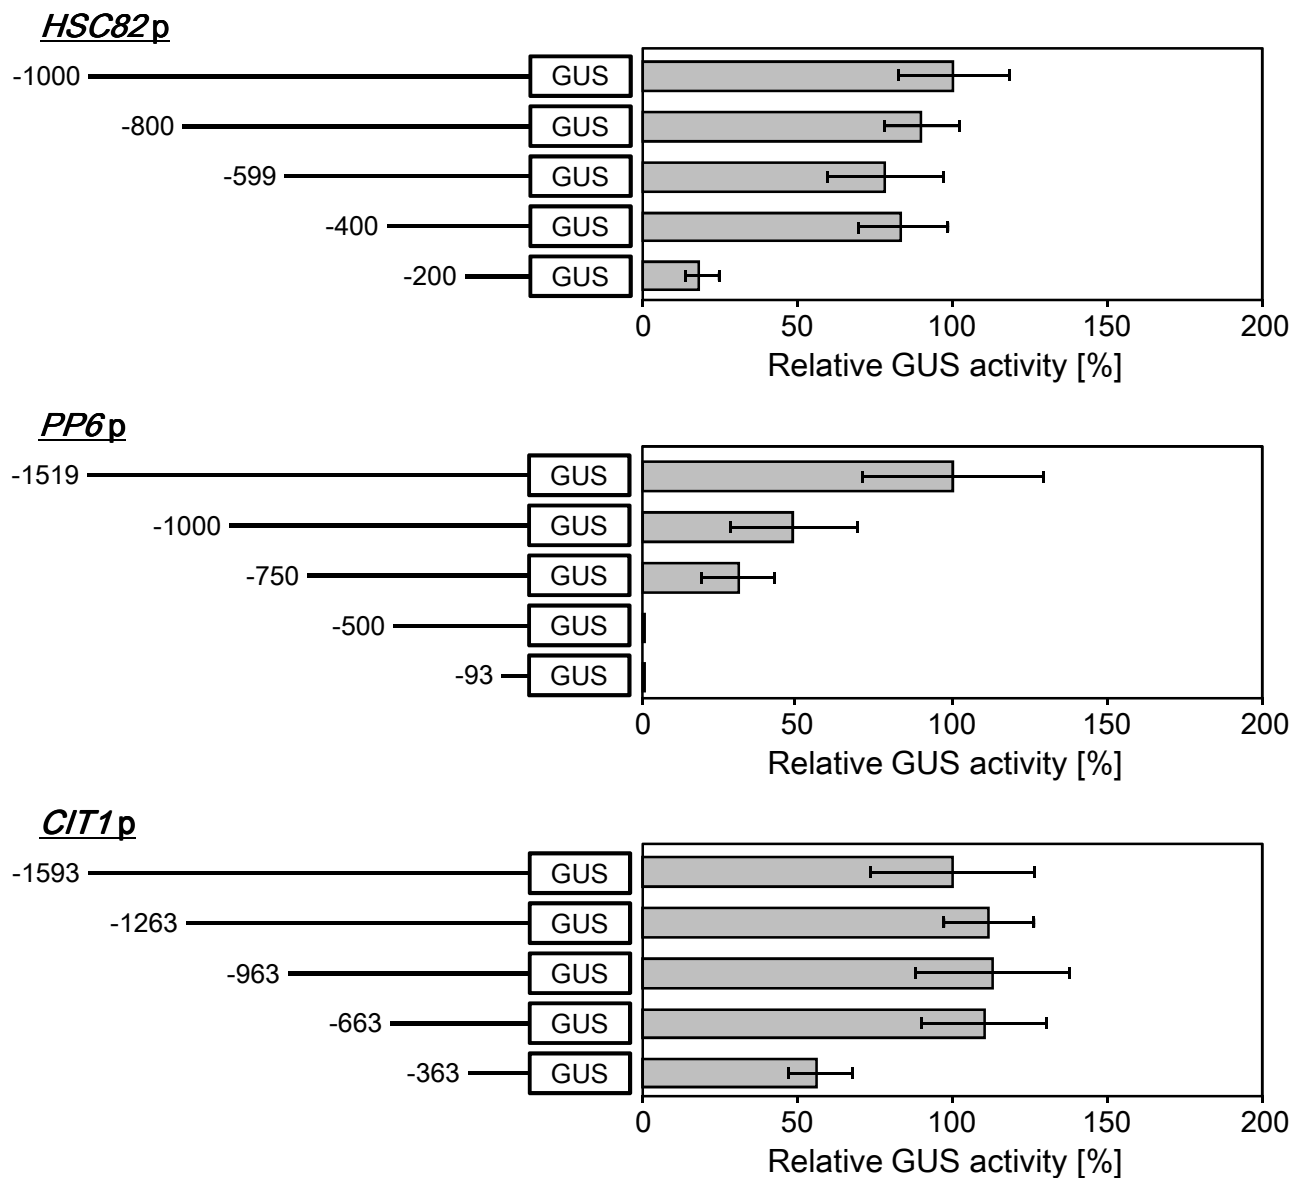 HSC82p
-1000 GUS
-800 GUS
-599 GUS
-400 GUS
-200 GUS
0 50 100 150 200
Relative GUS activity [%]
PP6p
-1519 GUS
-1000 GUS
-750 GUS
-500 GUS
-93 GUS
0 50 100 150 200
Relative GUS activity [%]
CIT1p
-1593 GUS
-1263 GUS
-963 GUS
-663 GUS
-363 GUS
0 50 100 150 200
Relative GUS activity [%]